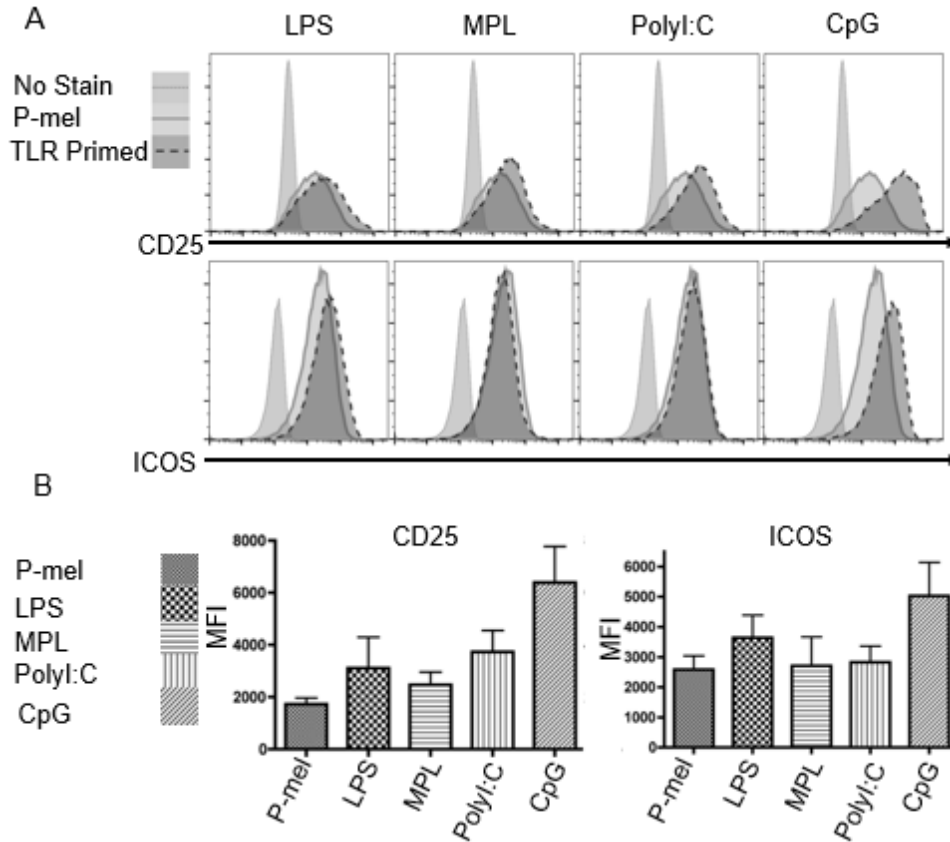 A
LPS MPL PolyI:C CpG
No Stain
P-mel
TLR Primed
CD25
ICOS
B
P-mel
LPS
MPL
PolyI:C
CpG
CD25
MFI
8000
6000
4000
2000
0
P-mel LPS MPL PolyI:C CpG
ICOS
MFI
6000
5000
4000
3000
2000
1000
0
P-mel LPS MPL PolyI:C CpG